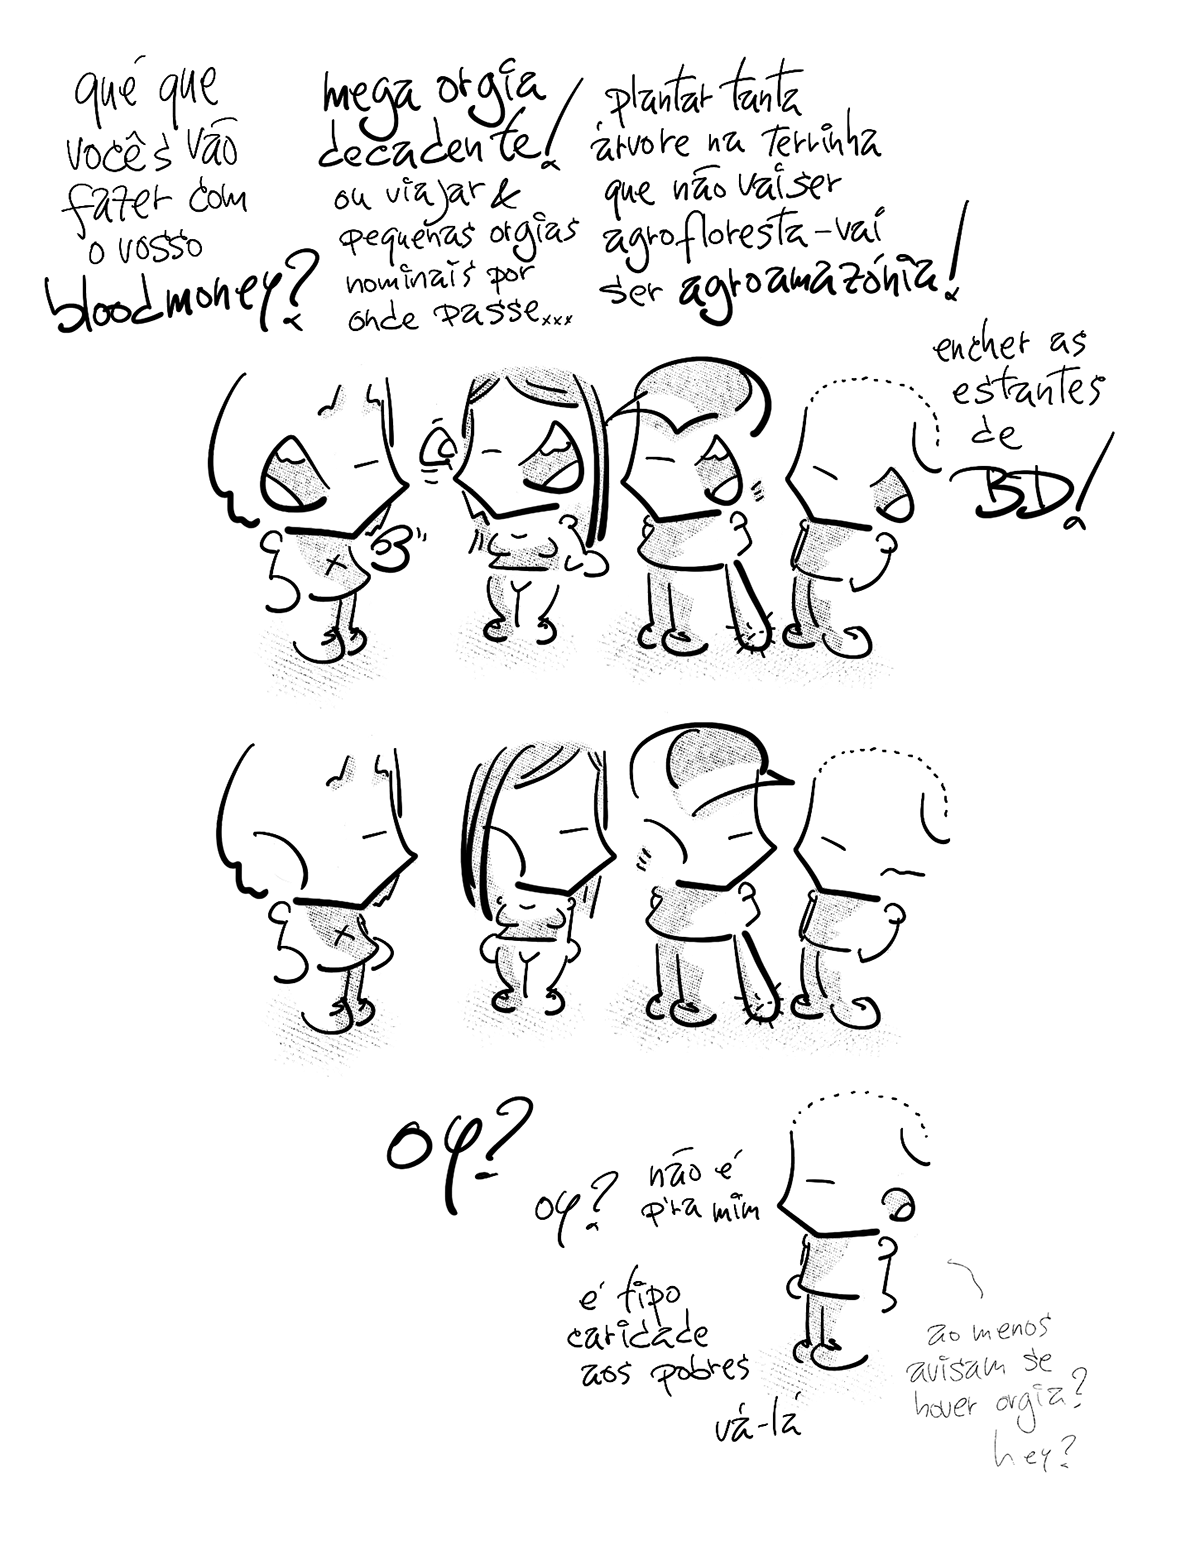 qué que
vocês vão
fazer com
o vosso
bloodmoney?
mega orgia
decadente!
ou viajar &
pequenas orgias
nominais por
onde passe...
plantar tanta
árvore na terrinha
que não vai ser
agrofloresta-vai
ser agroamazónia!
encher as
estantes
de
BD!
oy?
oy?
não é
p'ra mim
é tipo
caridade
aos pobres
vá-lá
ao menos
avisam se
houver orgia?
hey?